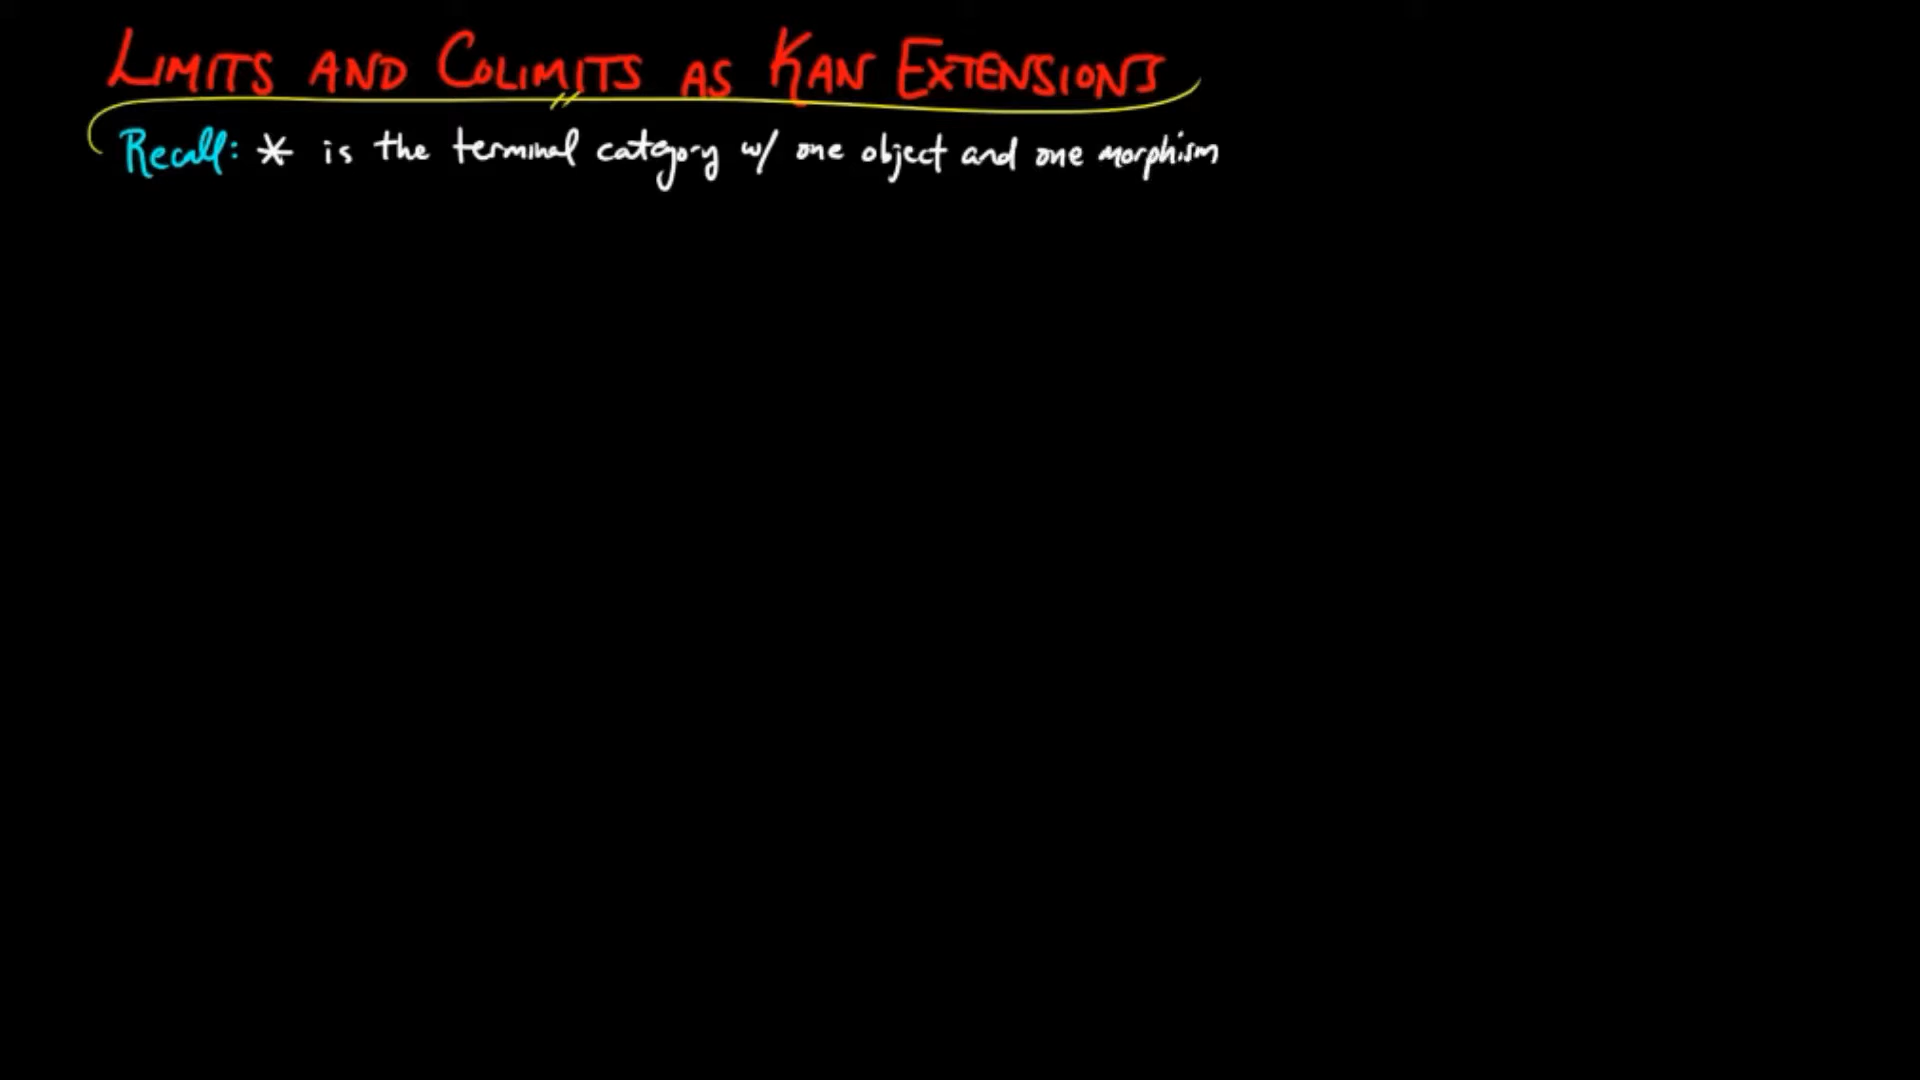 LIMITS AND COLIMITS AS KAN EXTENSIONS
Recall: * is the terminal category w/ one object and one morphism